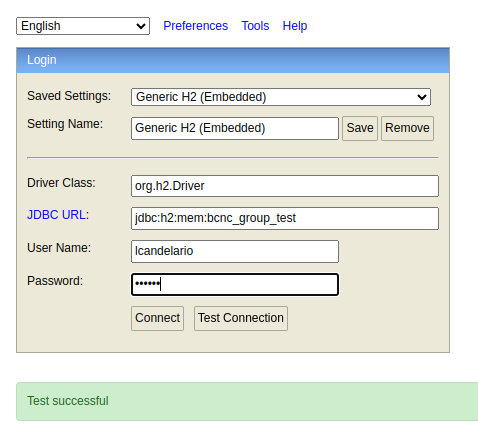 English Preferences Tools Help
Login
Saved Settings: Generic H2 (Embedded)
Setting Name: Generic H2 (Embedded) Save Remove
Driver Class: org.h2.Driver
JDBC URL: jdbc:h2:mem:bcnc_group_test
User Name: lcandelario
Password: ••••••
Connect Test Connection
Test successful